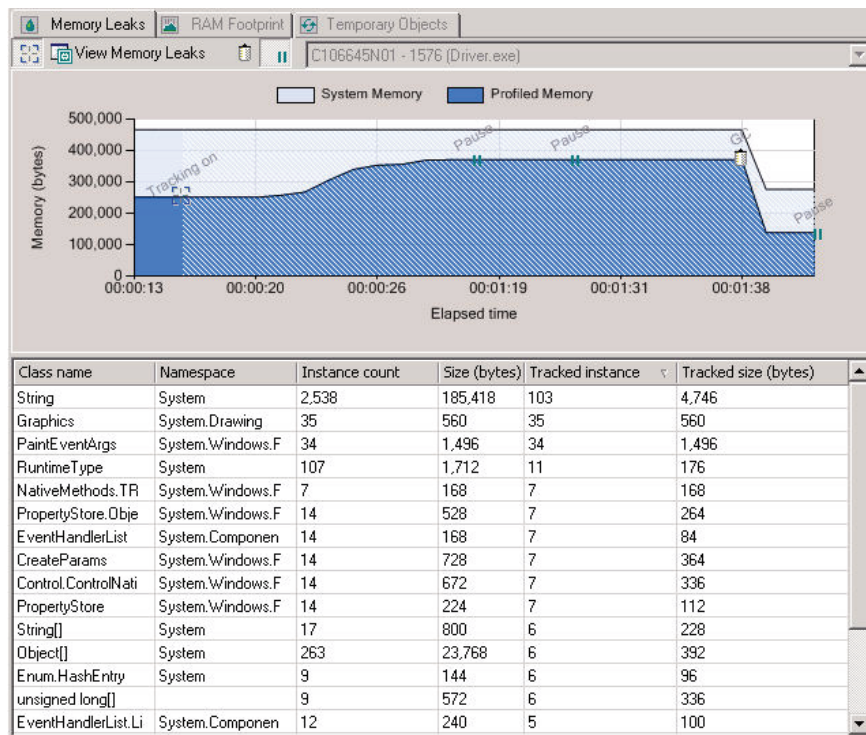 Memory Leaks RAM Footprint Temporary Objects
View Memory Leaks C106645N01 - 1576 (Driver.exe)
System Memory Profiled Memory
500,000
400,000
300,000
200,000
100,000
0
Memory (bytes)
Tracking on
Pause
Pause
GC
Pause
00:00:13 00:00:20 00:00:26 00:01:19 00:01:31 00:01:38
Elapsed time
Class name Namespace Instance count Size (bytes) Tracked instance Tracked size (bytes)
String System 2,538 185,418 103 4,746
Graphics System.Drawing 35 560 35 560
PaintEventArgs System.Windows.F 34 1,496 34 1,496
RuntimeType System 107 1,712 11 176
NativeMethods.TR System.Windows.F 7 168 7 168
PropertyStore.Obje System.Windows.F 14 528 7 264
EventHandlerList System.Componen 14 168 7 84
CreateParams System.Windows.F 14 728 7 364
Control.ControlNati System.Windows.F 14 672 7 336
PropertyStore System.Windows.F 14 224 7 112
String[] System 17 800 6 228
Object[] System 263 23,768 6 392
Enum.HashEntry System 9 144 6 96
unsigned long[] 9 572 6 336
EventHandlerList.Li System.Componen 12 240 5 100